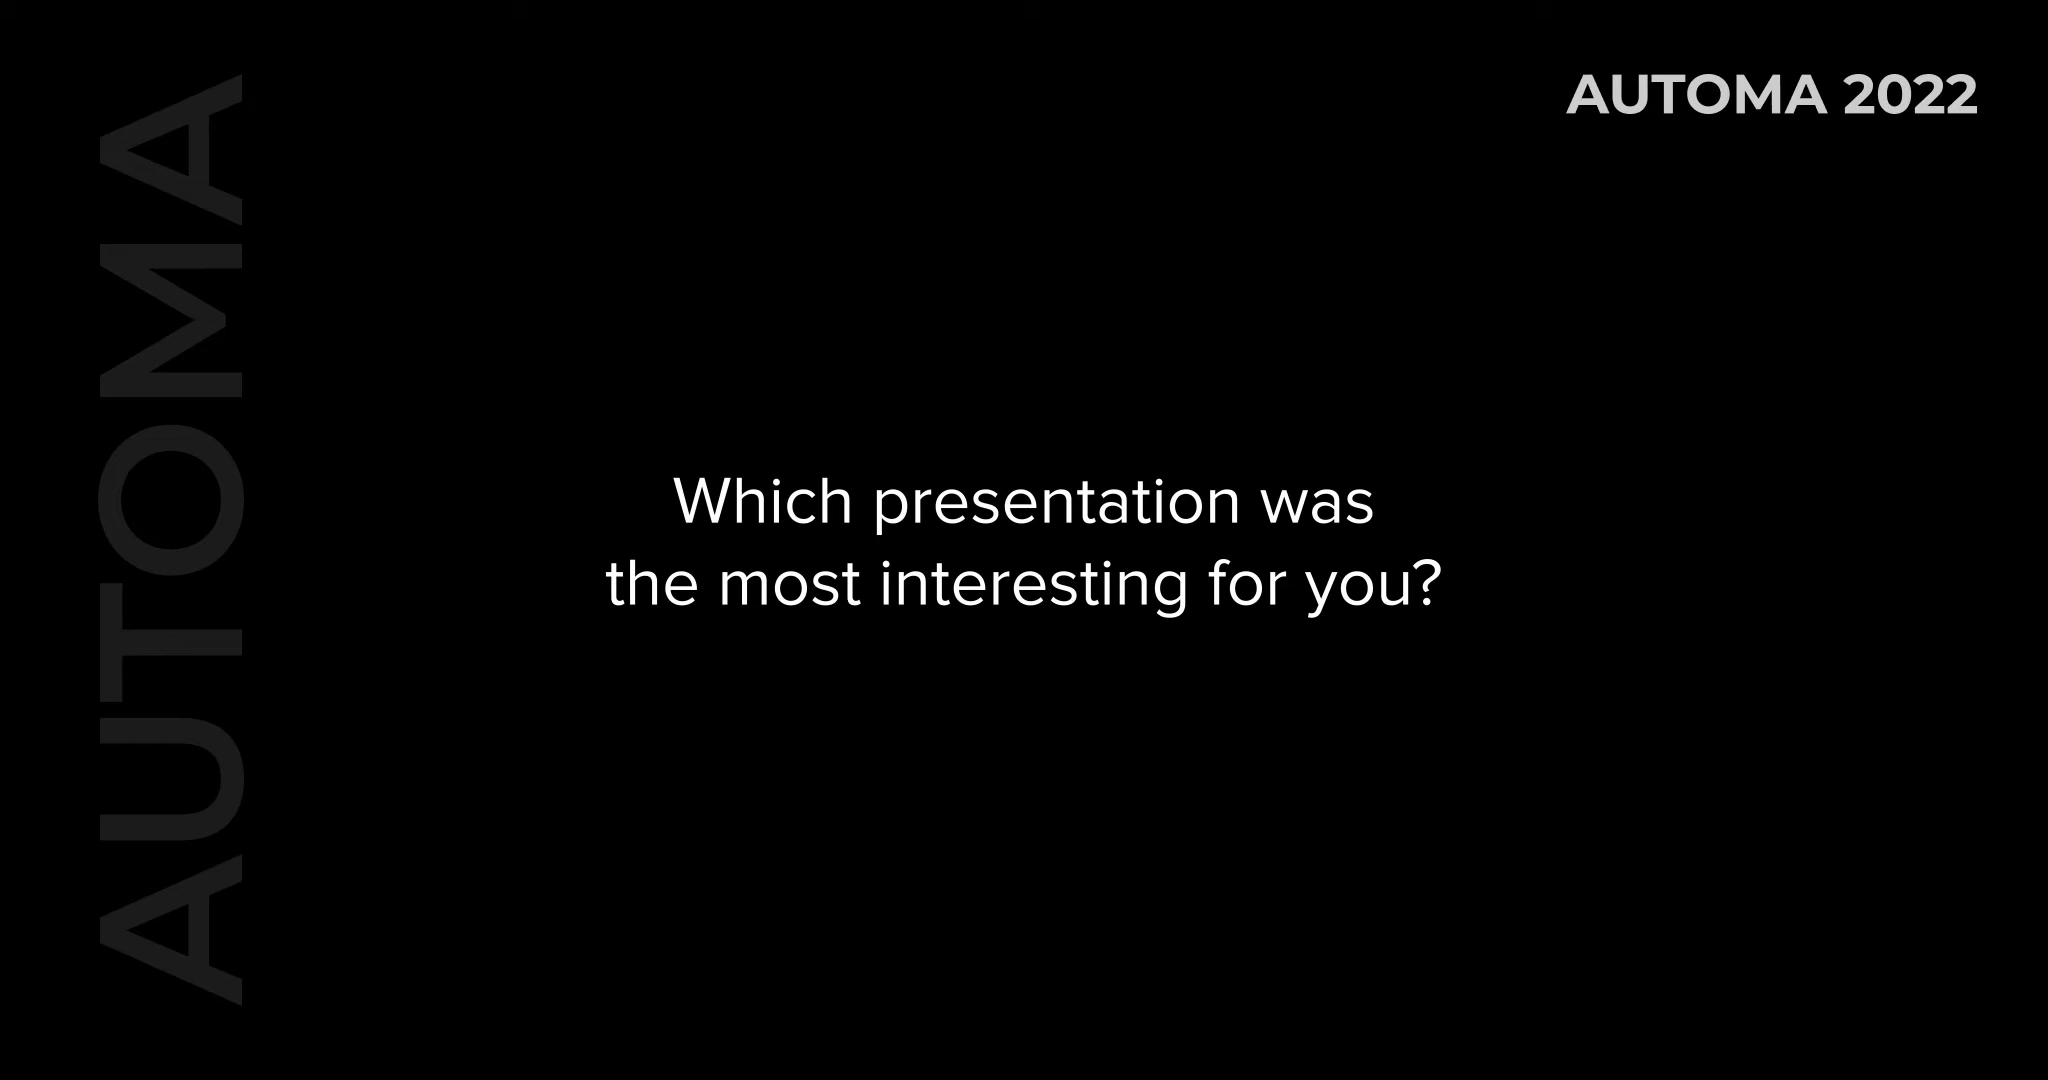 AUTOMA 2022
AUTOMA
Which presentation was
the most interesting for you?